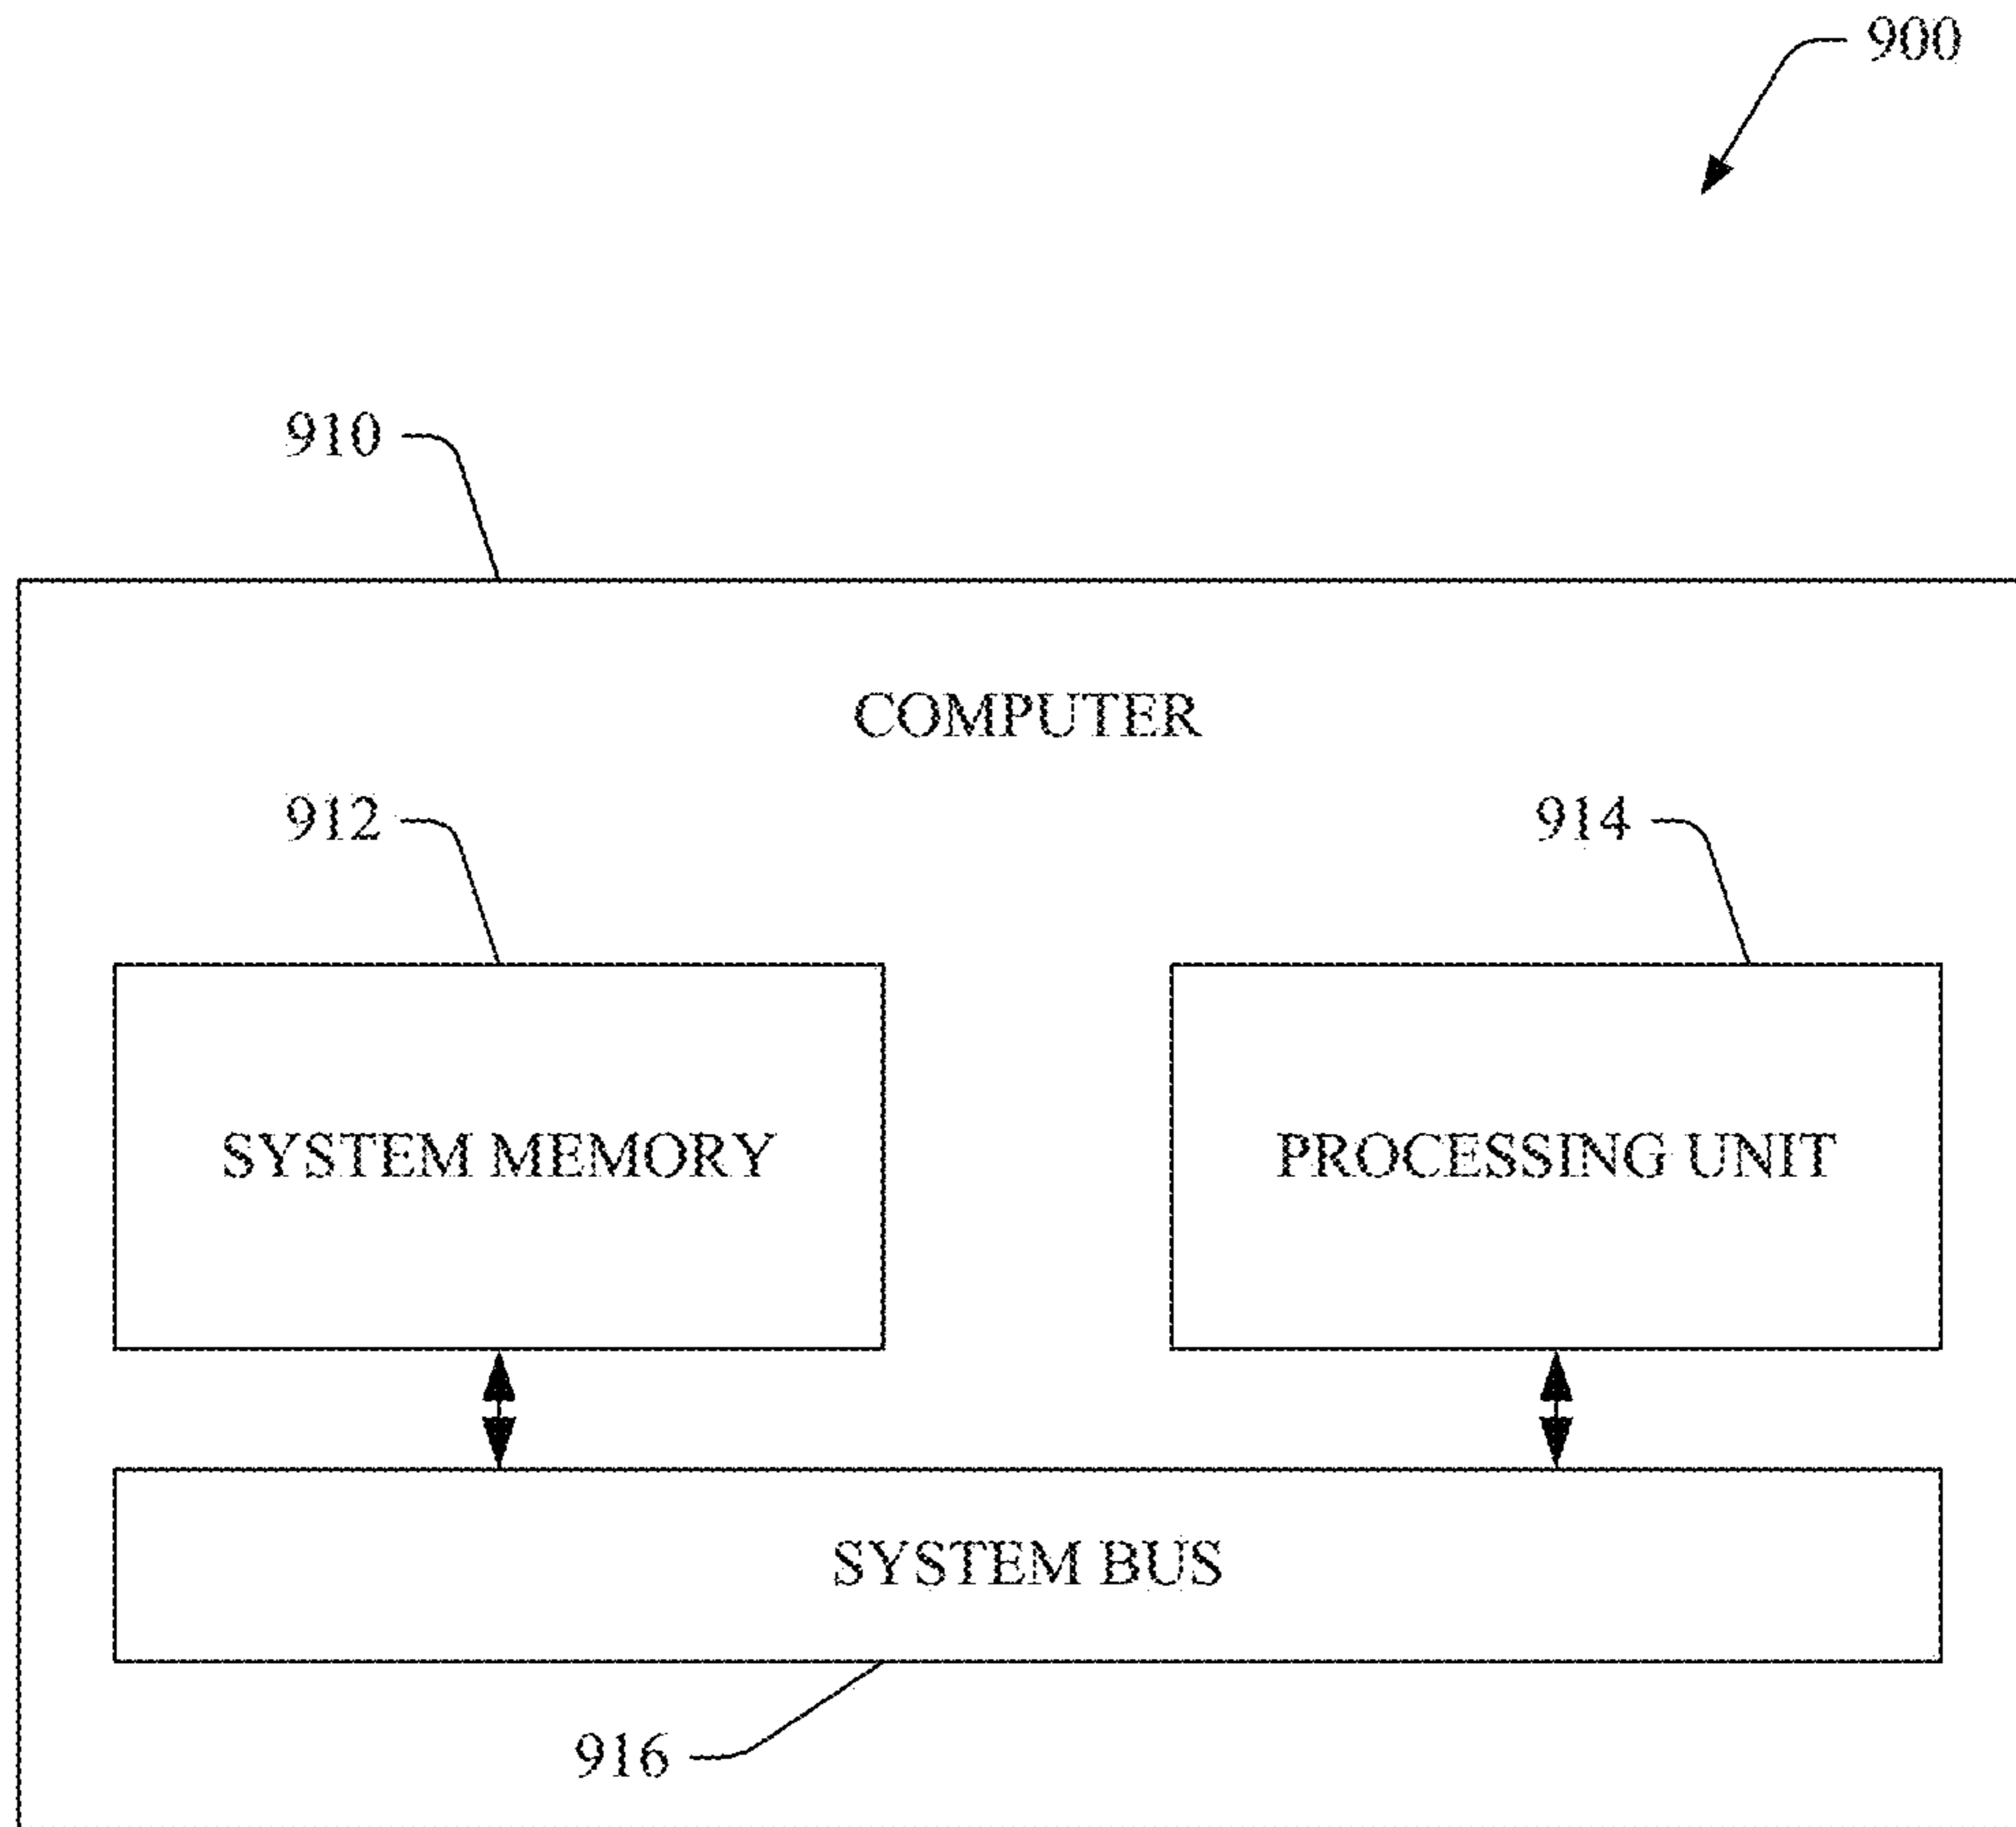 900
910
COMPUTER
912
914
SYSTEM MEMORY
PROCESSING UNIT
SYSTEM BUS
916